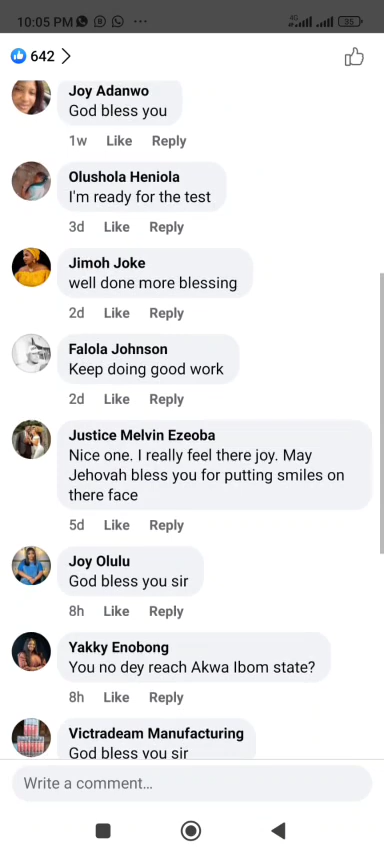 10:05 PM
4G
35
642
Joy Adanwo
God bless you
1w Like Reply
Olushola Heniola
I'm ready for the test
3d Like Reply
Jimoh Joke
well done more blessing
2d Like Reply
Falola Johnson
Keep doing good work
2d Like Reply
Justice Melvin Ezeoba
Nice one. I really feel there joy. May
Jehovah bless you for putting smiles on
there face
5d Like Reply
Joy Olulu
God bless you sir
8h Like Reply
Yakky Enobong
You no dey reach Akwa Ibom state?
8h Like Reply
Victradeam Manufacturing
God bless you sir
Write a comment...